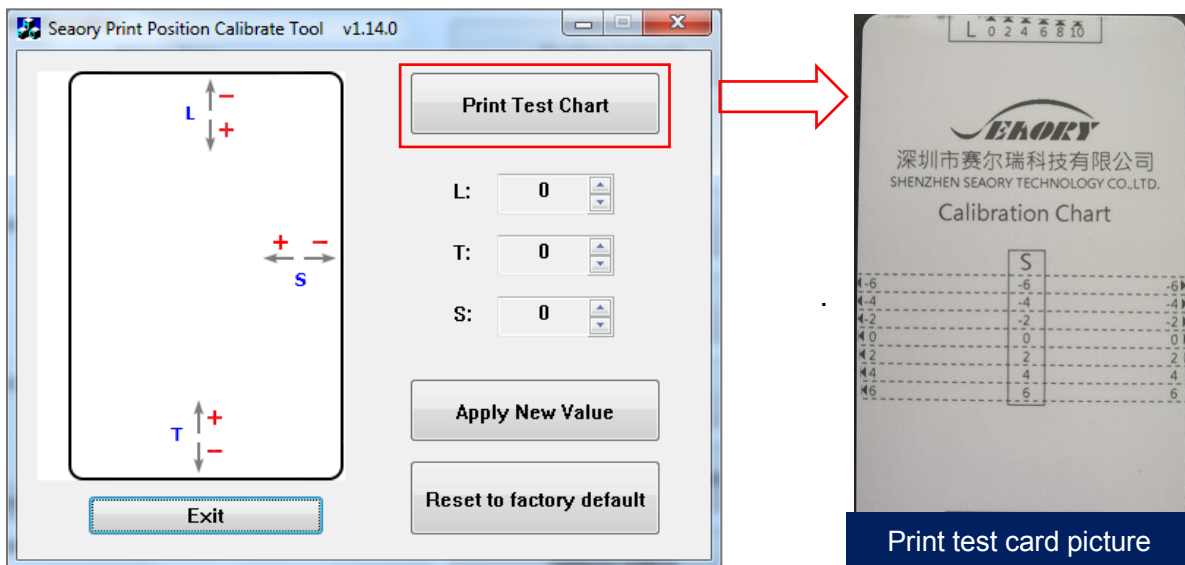 Seaory Print Position Calibrate Tool v1.14.0
L
−
+
+ −
S
T
+
−
Exit
Print Test Chart
L: 0
T: 0
S: 0
Apply New Value
Reset to factory default
.
L 0 2 4 6 8 10
SEAORY
深圳市赛尔瑞科技有限公司
SHENZHEN SEAORY TECHNOLOGY CO.,LTD.
Calibration Chart
S
-6 -6 -6
-4 -4 -4
-2 -2 -2
0 0 0
2 2 2
4 4 4
6 6 6
Print test card picture